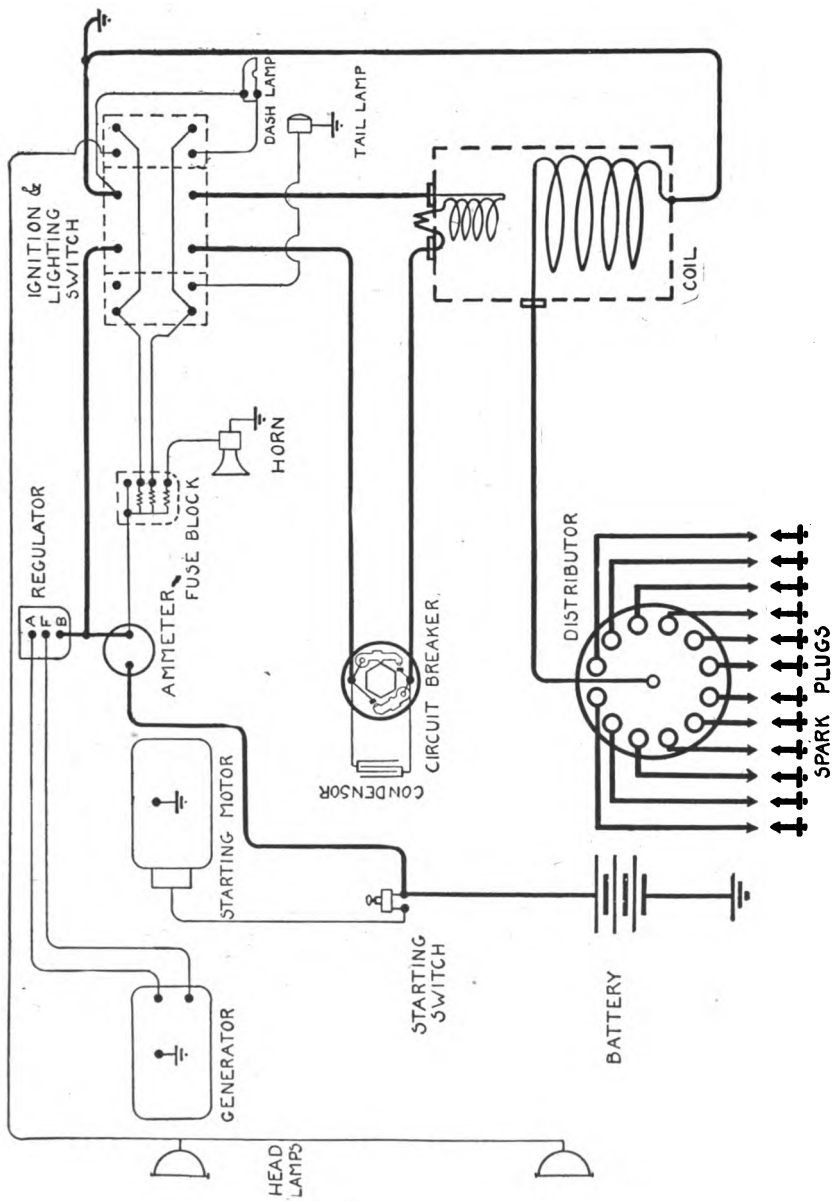 IGNITION &
LIGHTING
SWITCH
DASH LAMP
TAIL LAMP
COIL
REGULATOR
A
F
B
FUSE BLOCK
HORN
AMMETER
CIRCUIT BREAKER
CONDENSOR
DISTRIBUTOR
SPARK PLUGS
STARTING MOTOR
STARTING
SWITCH
BATTERY
GENERATOR
HEAD
LAMPS